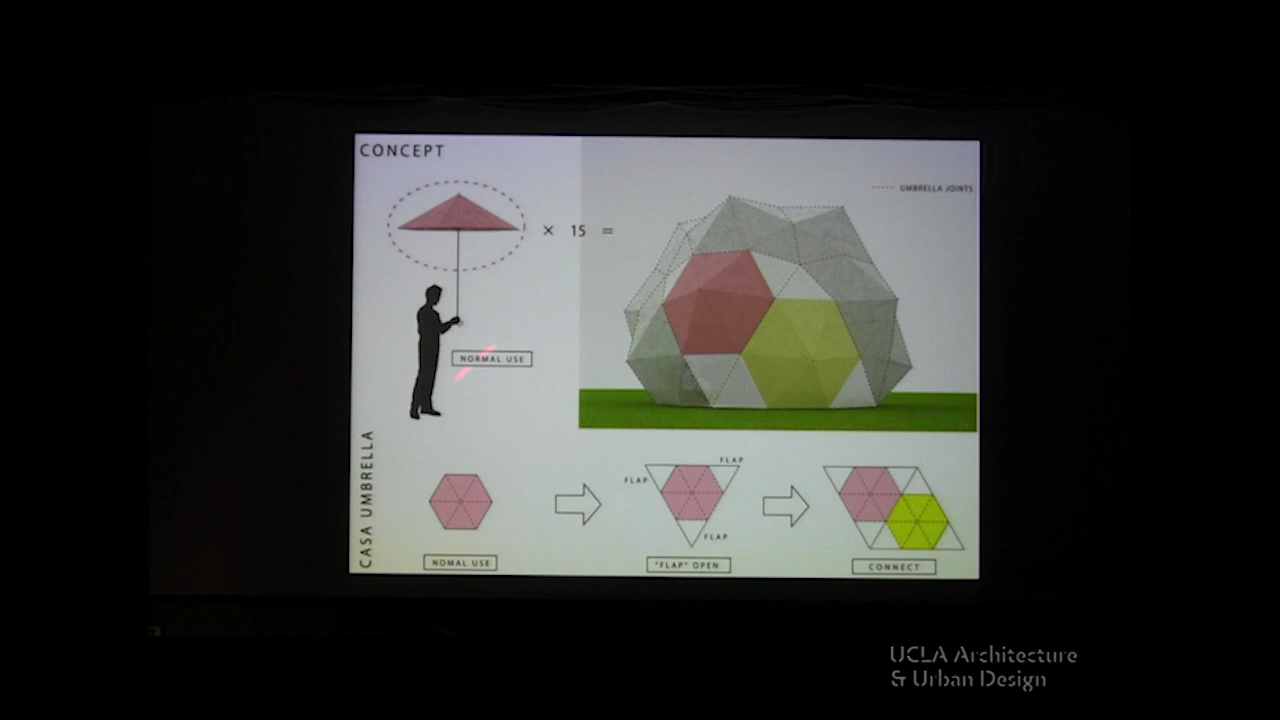 CONCEPT
UMBRELLA JOINTS
× 15 =
NORMAL USE
CASA UMBRELLA
FLAP
FLAP
FLAP
NOMAL USE
"FLAP" OPEN
CONNECT
UCLA Architecture
& Urban Design